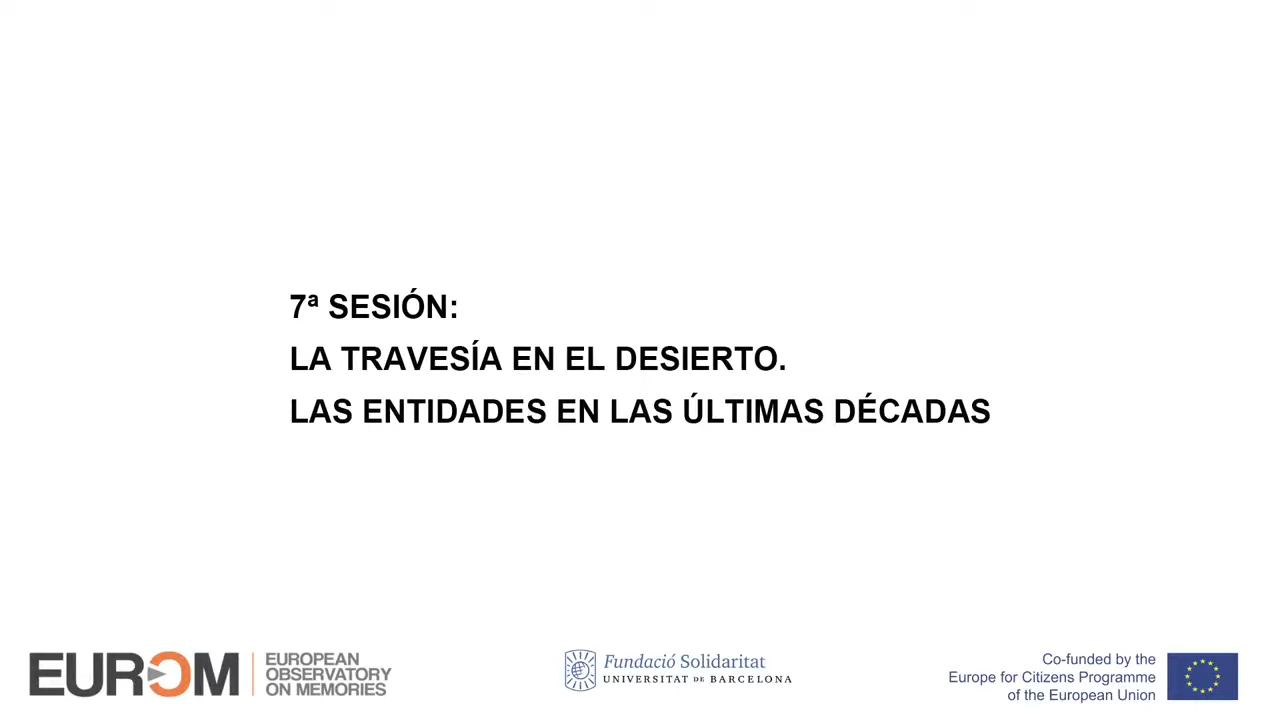 7ª SESIÓN:
LA TRAVESÍA EN EL DESIERTO.
LAS ENTIDADES EN LAS ÚLTIMAS DÉCADAS
EUROM
EUROPEAN
OBSERVATORY
ON MEMORIES
Fundació Solidaritat
UNIVERSITAT DE BARCELONA
Co-funded by the
Europe for Citizens Programme
of the European Union